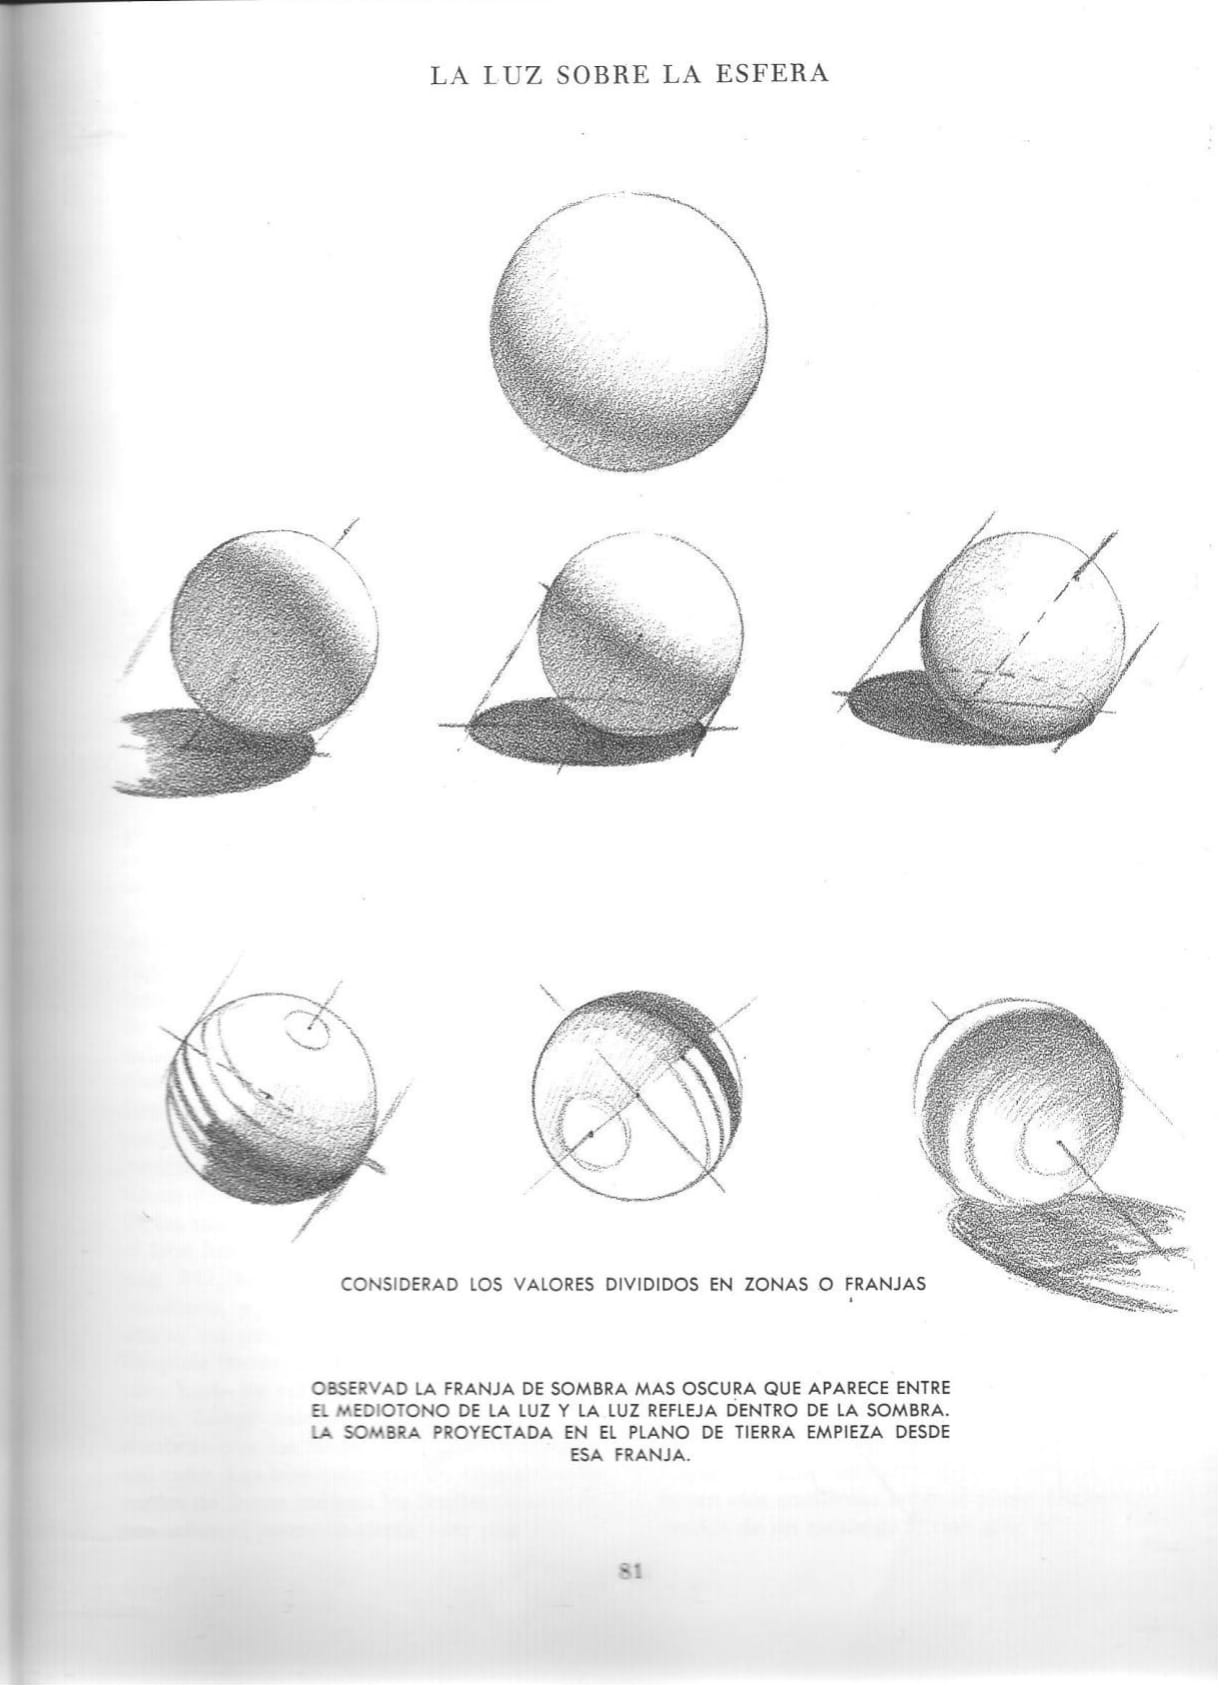 LA LUZ SOBRE LA ESFERA
CONSIDERAD LOS VALORES DIVIDIDOS EN ZONAS O FRANJAS
OBSERVAD LA FRANJA DE SOMBRA MAS OSCURA QUE APARECE ENTRE
EL MEDIOTONO DE LA LUZ Y LA LUZ REFLEJA DENTRO DE LA SOMBRA.
LA SOMBRA PROYECTADA EN EL PLANO DE TIERRA EMPIEZA DESDE
ESA FRANJA.
81